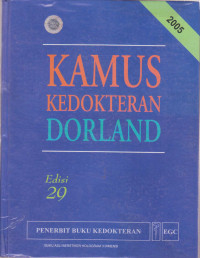 2005
KAMUS
KEDOKTERAN
DORLAND
Edisi
29
PENERBIT BUKU KEDOKTERAN
EGC